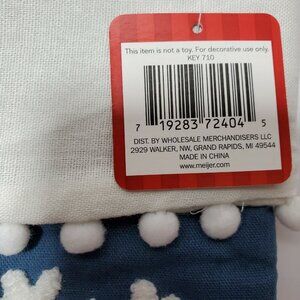 This item is not a toy. For decorative use only.
KEY 710
7 19283 72404 5
DIST. BY WHOLESALE MERCHANDISERS LLC
2929 WALKER, NW, GRAND RAPIDS, MI 49544
MADE IN CHINA
www.meijer.com